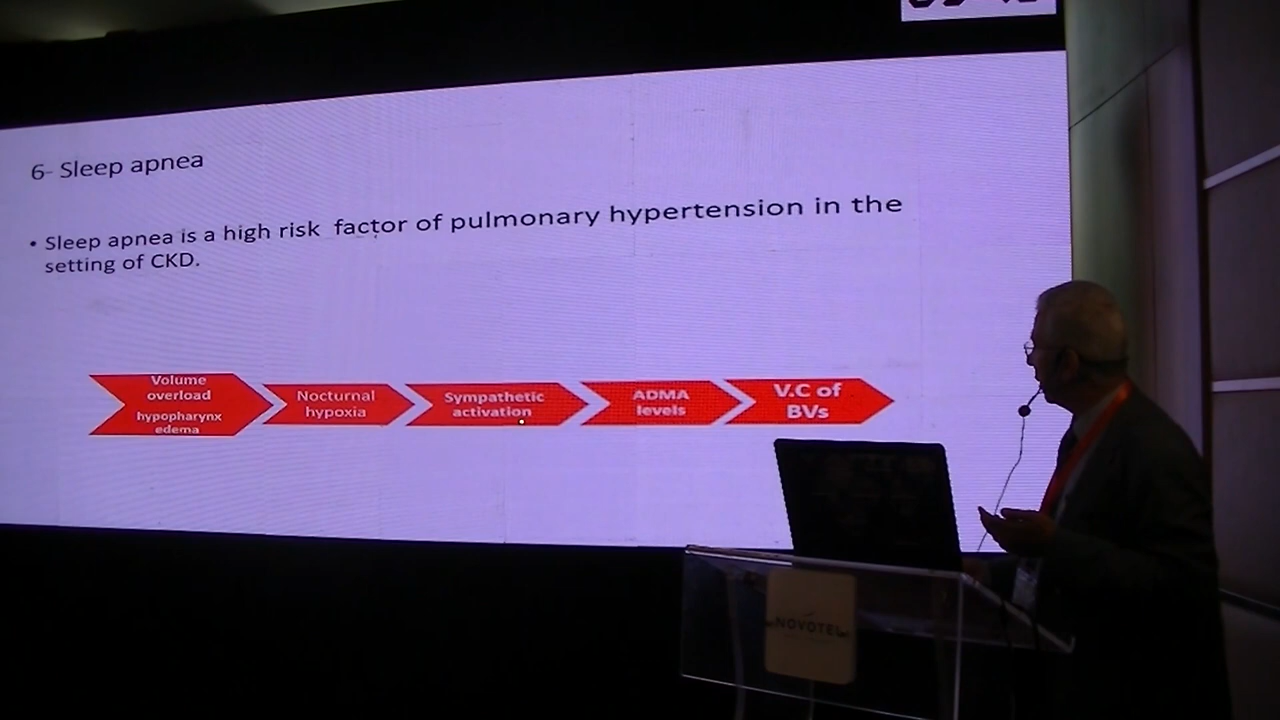 6- Sleep apnea
• Sleep apnea is a high risk factor of pulmonary hypertension in the
setting of CKD.
Volume
overload
hypopharynx
edema
Nocturnal
hypoxia
Sympathetic
activation
ADMA
levels
V.C of
BVs
NOVOTEL